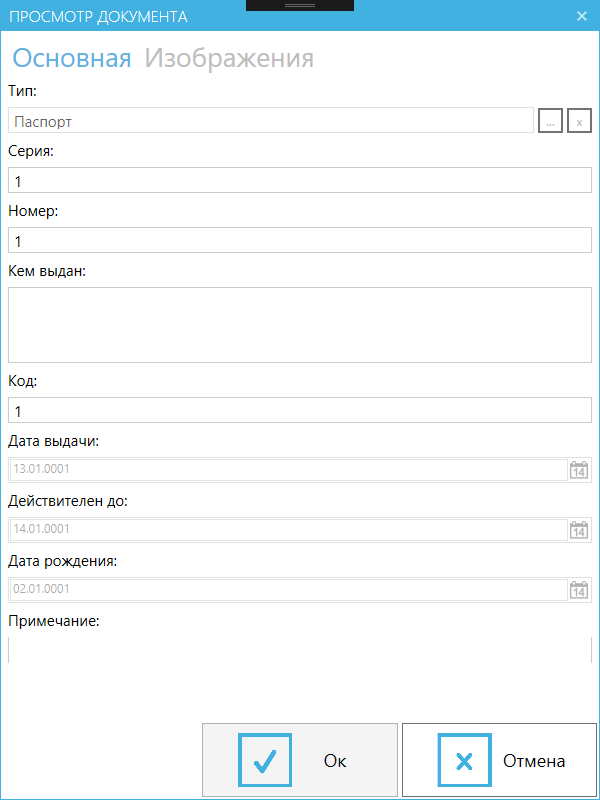 ПРОСМОТР ДОКУМЕНТА
Основная Изображения
Тип:
Паспорт ... x
Серия:
1
Номер:
1
Кем выдан:
Код:
1
Дата выдачи:
13.01.0001 14
Действителен до:
14.01.0001 14
Дата рождения:
02.01.0001 14
Примечание:
Ок Отмена